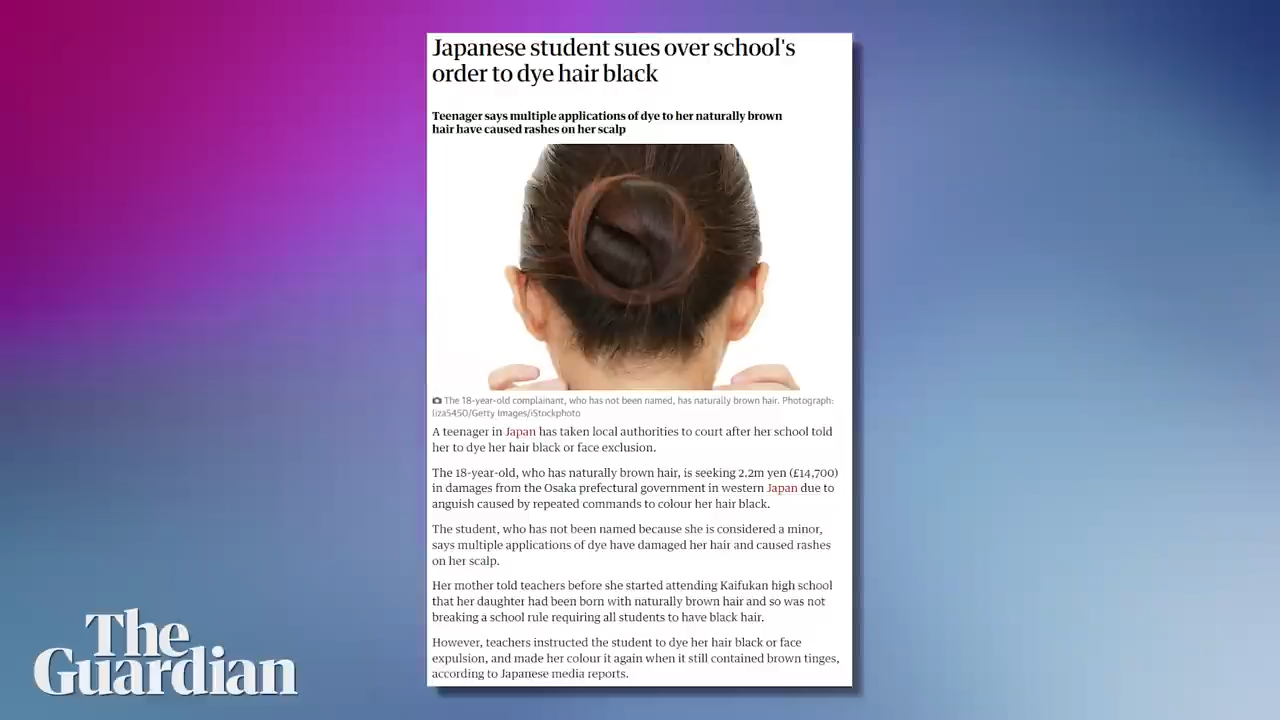 Japanese student sues over school's
order to dye hair black
Teenager says multiple applications of dye to her naturally brown
hair have caused rashes on her scalp
The 18-year-old complainant, who has not been named, has naturally brown hair. Photograph:
liza5450/Getty Images/iStockphoto
A teenager in Japan has taken local authorities to court after her school told
her to dye her hair black or face exclusion.
The 18-year-old, who has naturally brown hair, is seeking 2.2m yen (£14,700)
in damages from the Osaka prefectural government in western Japan due to
anguish caused by repeated commands to colour her hair black.
The student, who has not been named because she is considered a minor,
says multiple applications of dye have damaged her hair and caused rashes
on her scalp.
Her mother told teachers before she started attending Kaifukan high school
that her daughter had been born with naturally brown hair and so was not
breaking a school rule requiring all students to have black hair.
However, teachers instructed the student to dye her hair black or face
expulsion, and made her colour it again when it still contained brown tinges,
according to Japanese media reports.
The
Guardian